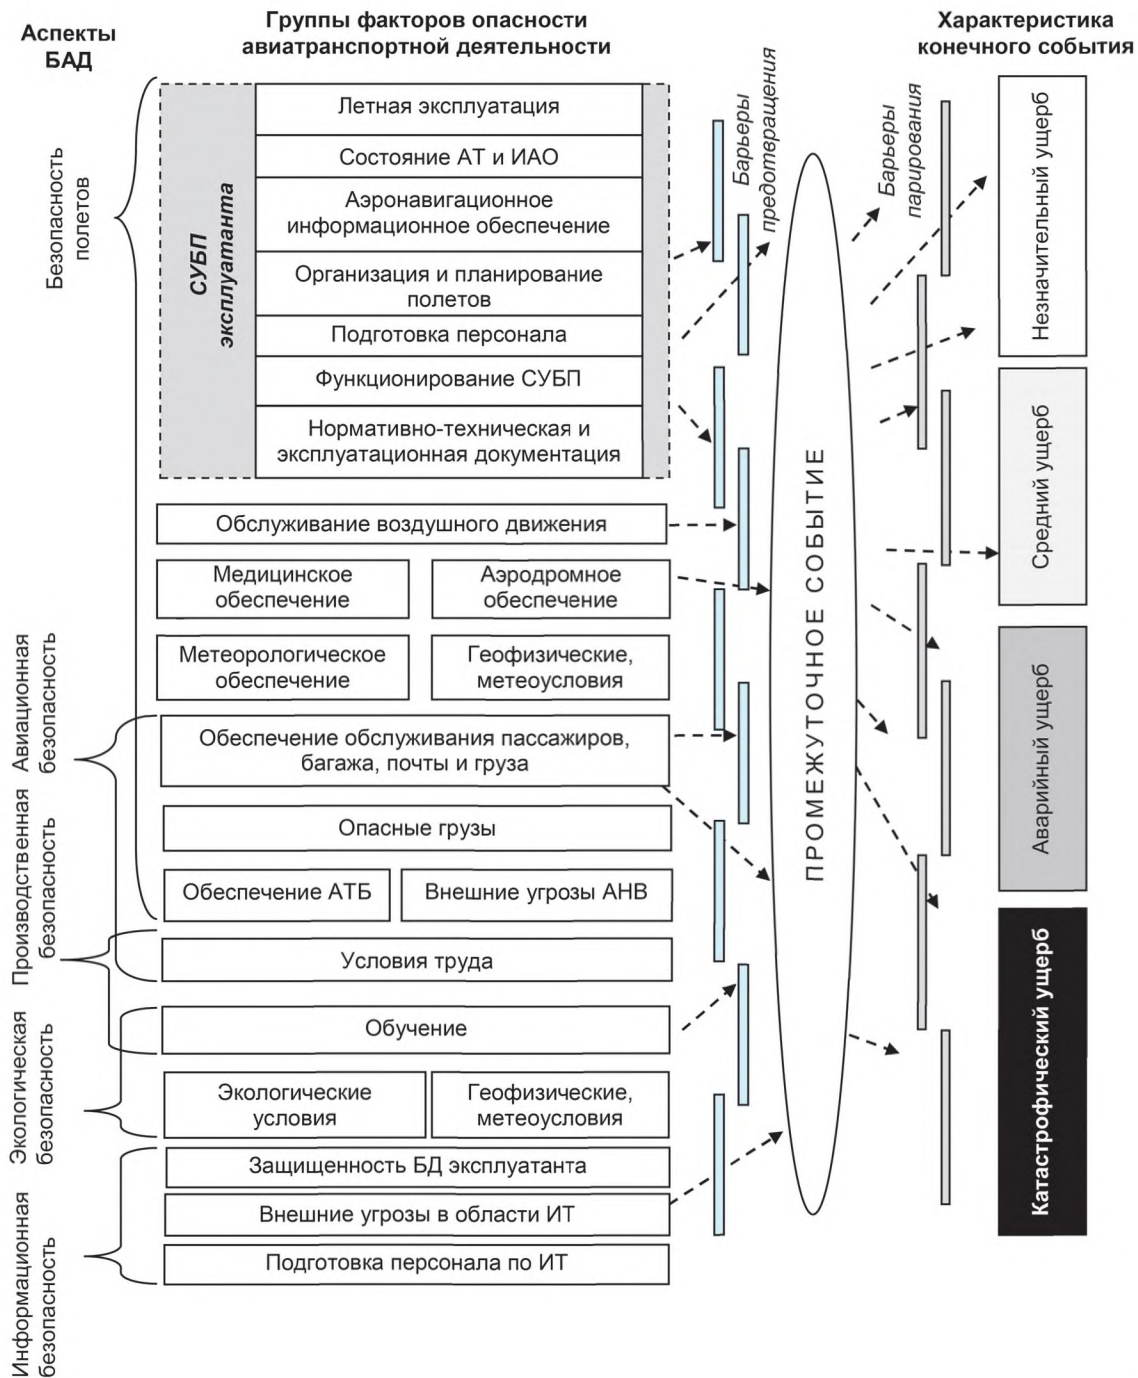 Аспекты
БАД
Группы факторов опасности
авиатранспортной деятельности
Характеристика
конечного события
Безопасность
полетов
СУБП
эксплуатанта
Летная эксплуатация
Состояние АТ и ИАО
Аэронавигационное
информационное обеспечение
Организация и планирование
полетов
Подготовка персонала
Функционирование СУБП
Нормативно-техническая и
эксплуатационная документация
Обслуживание воздушного движения
Медицинское
обеспечение
Аэродромное
обеспечение
Метеорологическое
обеспечение
Геофизические,
метеоусловия
Авиационная
безопасность
Обеспечение обслуживания пассажиров,
багажа, почты и груза
Опасные грузы
Обеспечение АТБ
Внешние угрозы АНВ
Производственная
безопасность
Условия труда
Обучение
Экологическая
безопасность
Экологические
условия
Геофизические,
метеоусловия
Информационная
безопасность
Защищенность БД эксплуатанта
Внешние угрозы в области ИТ
Подготовка персонала по ИТ
Барьеры
предотвращения
ПРОМЕЖУТОЧНОЕ СОБЫТИЕ
Барьеры
парирования
Незначительный ущерб
Средний ущерб
Аварийный ущерб
Катастрофический ущерб